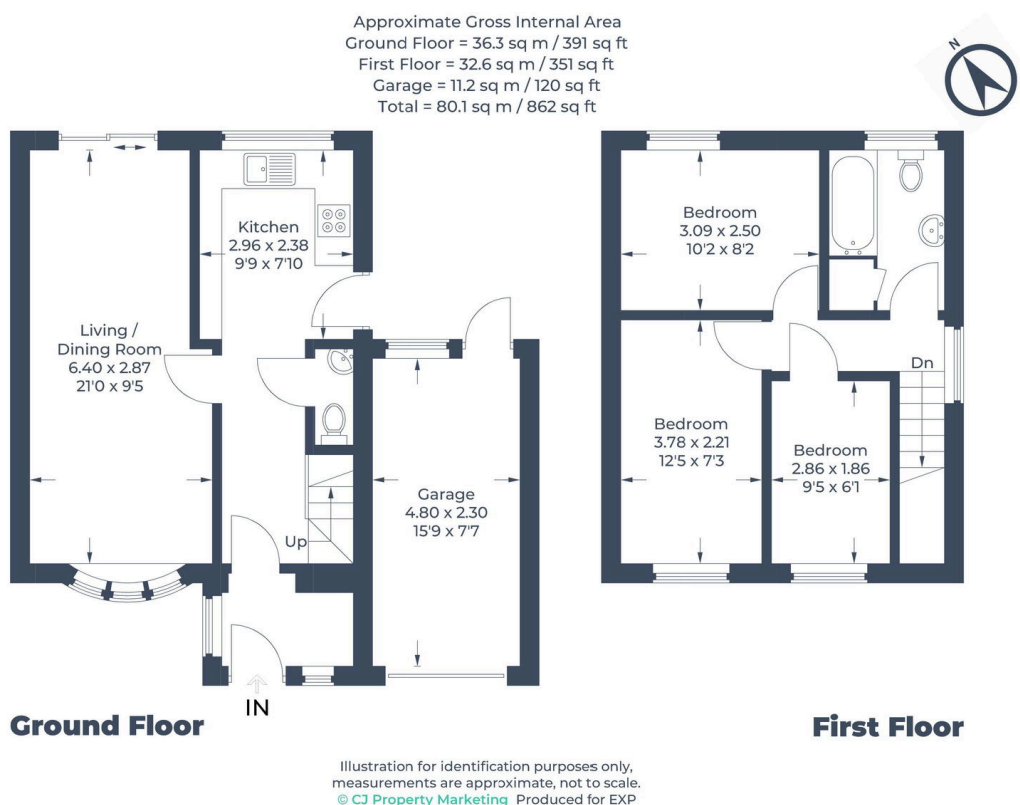 Approximate Gross Internal Area
Ground Floor = 36.3 sq m / 391 sq ft
First Floor = 32.6 sq m / 351 sq ft
Garage = 11.2 sq m / 120 sq ft
Total = 80.1 sq m / 862 sq ft
N
Kitchen
2.96 x 2.38
9'9 x 7'10
Living /
Dining Room
6.40 x 2.87
21'0 x 9'5
Garage
4.80 x 2.30
15'9 x 7'7
Up
IN
Ground Floor
Bedroom
3.09 x 2.50
10'2 x 8'2
Dn
Bedroom
3.78 x 2.21
12'5 x 7'3
Bedroom
2.86 x 1.86
9'5 x 6'1
First Floor
Illustration for identification purposes only,
measurements are approximate, not to scale.
© CJ Property Marketing Produced for EXP